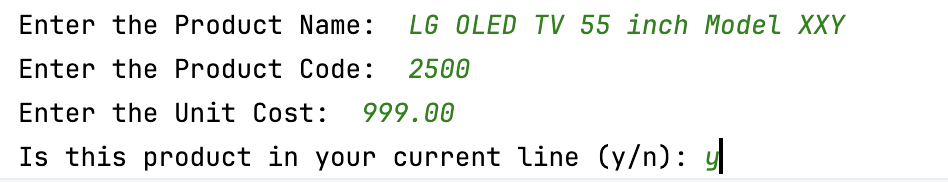 Enter the Product Name:  LG OLED TV 55 inch Model XXY
Enter the Product Code:  2500
Enter the Unit Cost:  999.00
Is this product in your current line (y/n): y